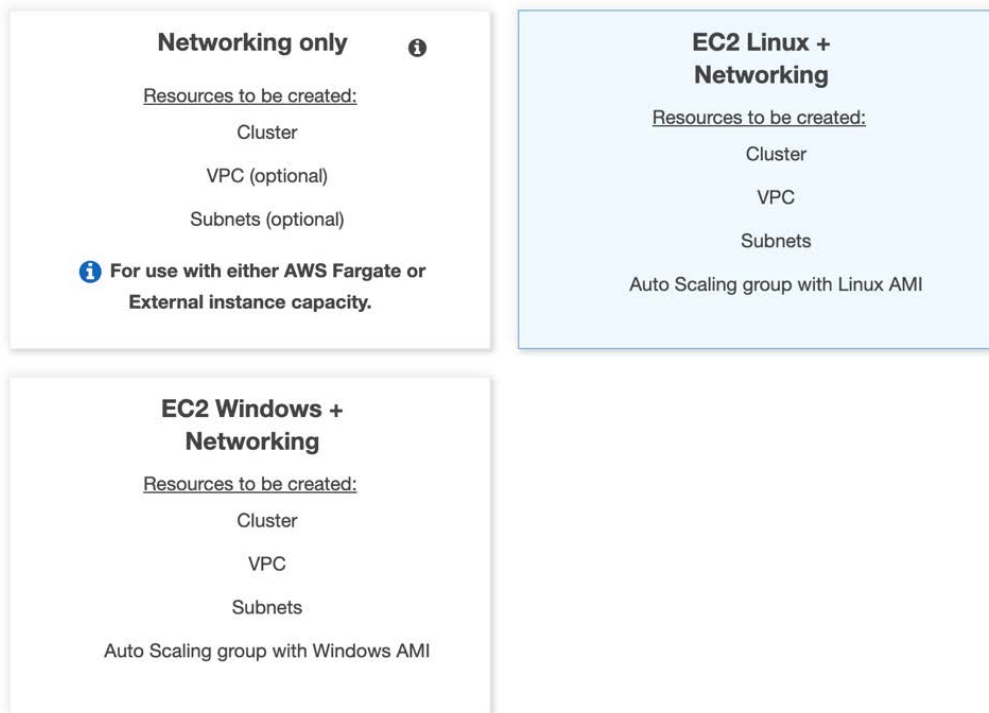 Networking only
Resources to be created:
Cluster
VPC (optional)
Subnets (optional)
For use with either AWS Fargate or
External instance capacity.
EC2 Linux +
Networking
Resources to be created:
Cluster
VPC
Subnets
Auto Scaling group with Linux AMI
EC2 Windows +
Networking
Resources to be created:
Cluster
VPC
Subnets
Auto Scaling group with Windows AMI